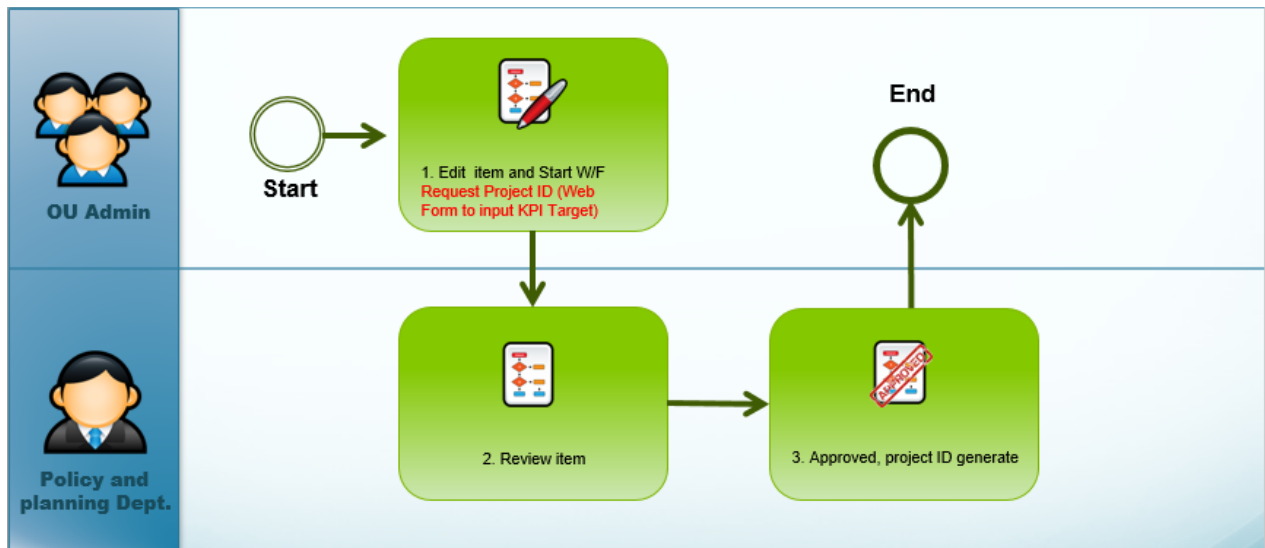 OU Admin
Start
1. Edit item and Start W/F
Request Project ID (Web
Form to input KPI Target)
End
Policy and
planning Dept.
2. Review item
APPROVED
3. Approved, project ID generate